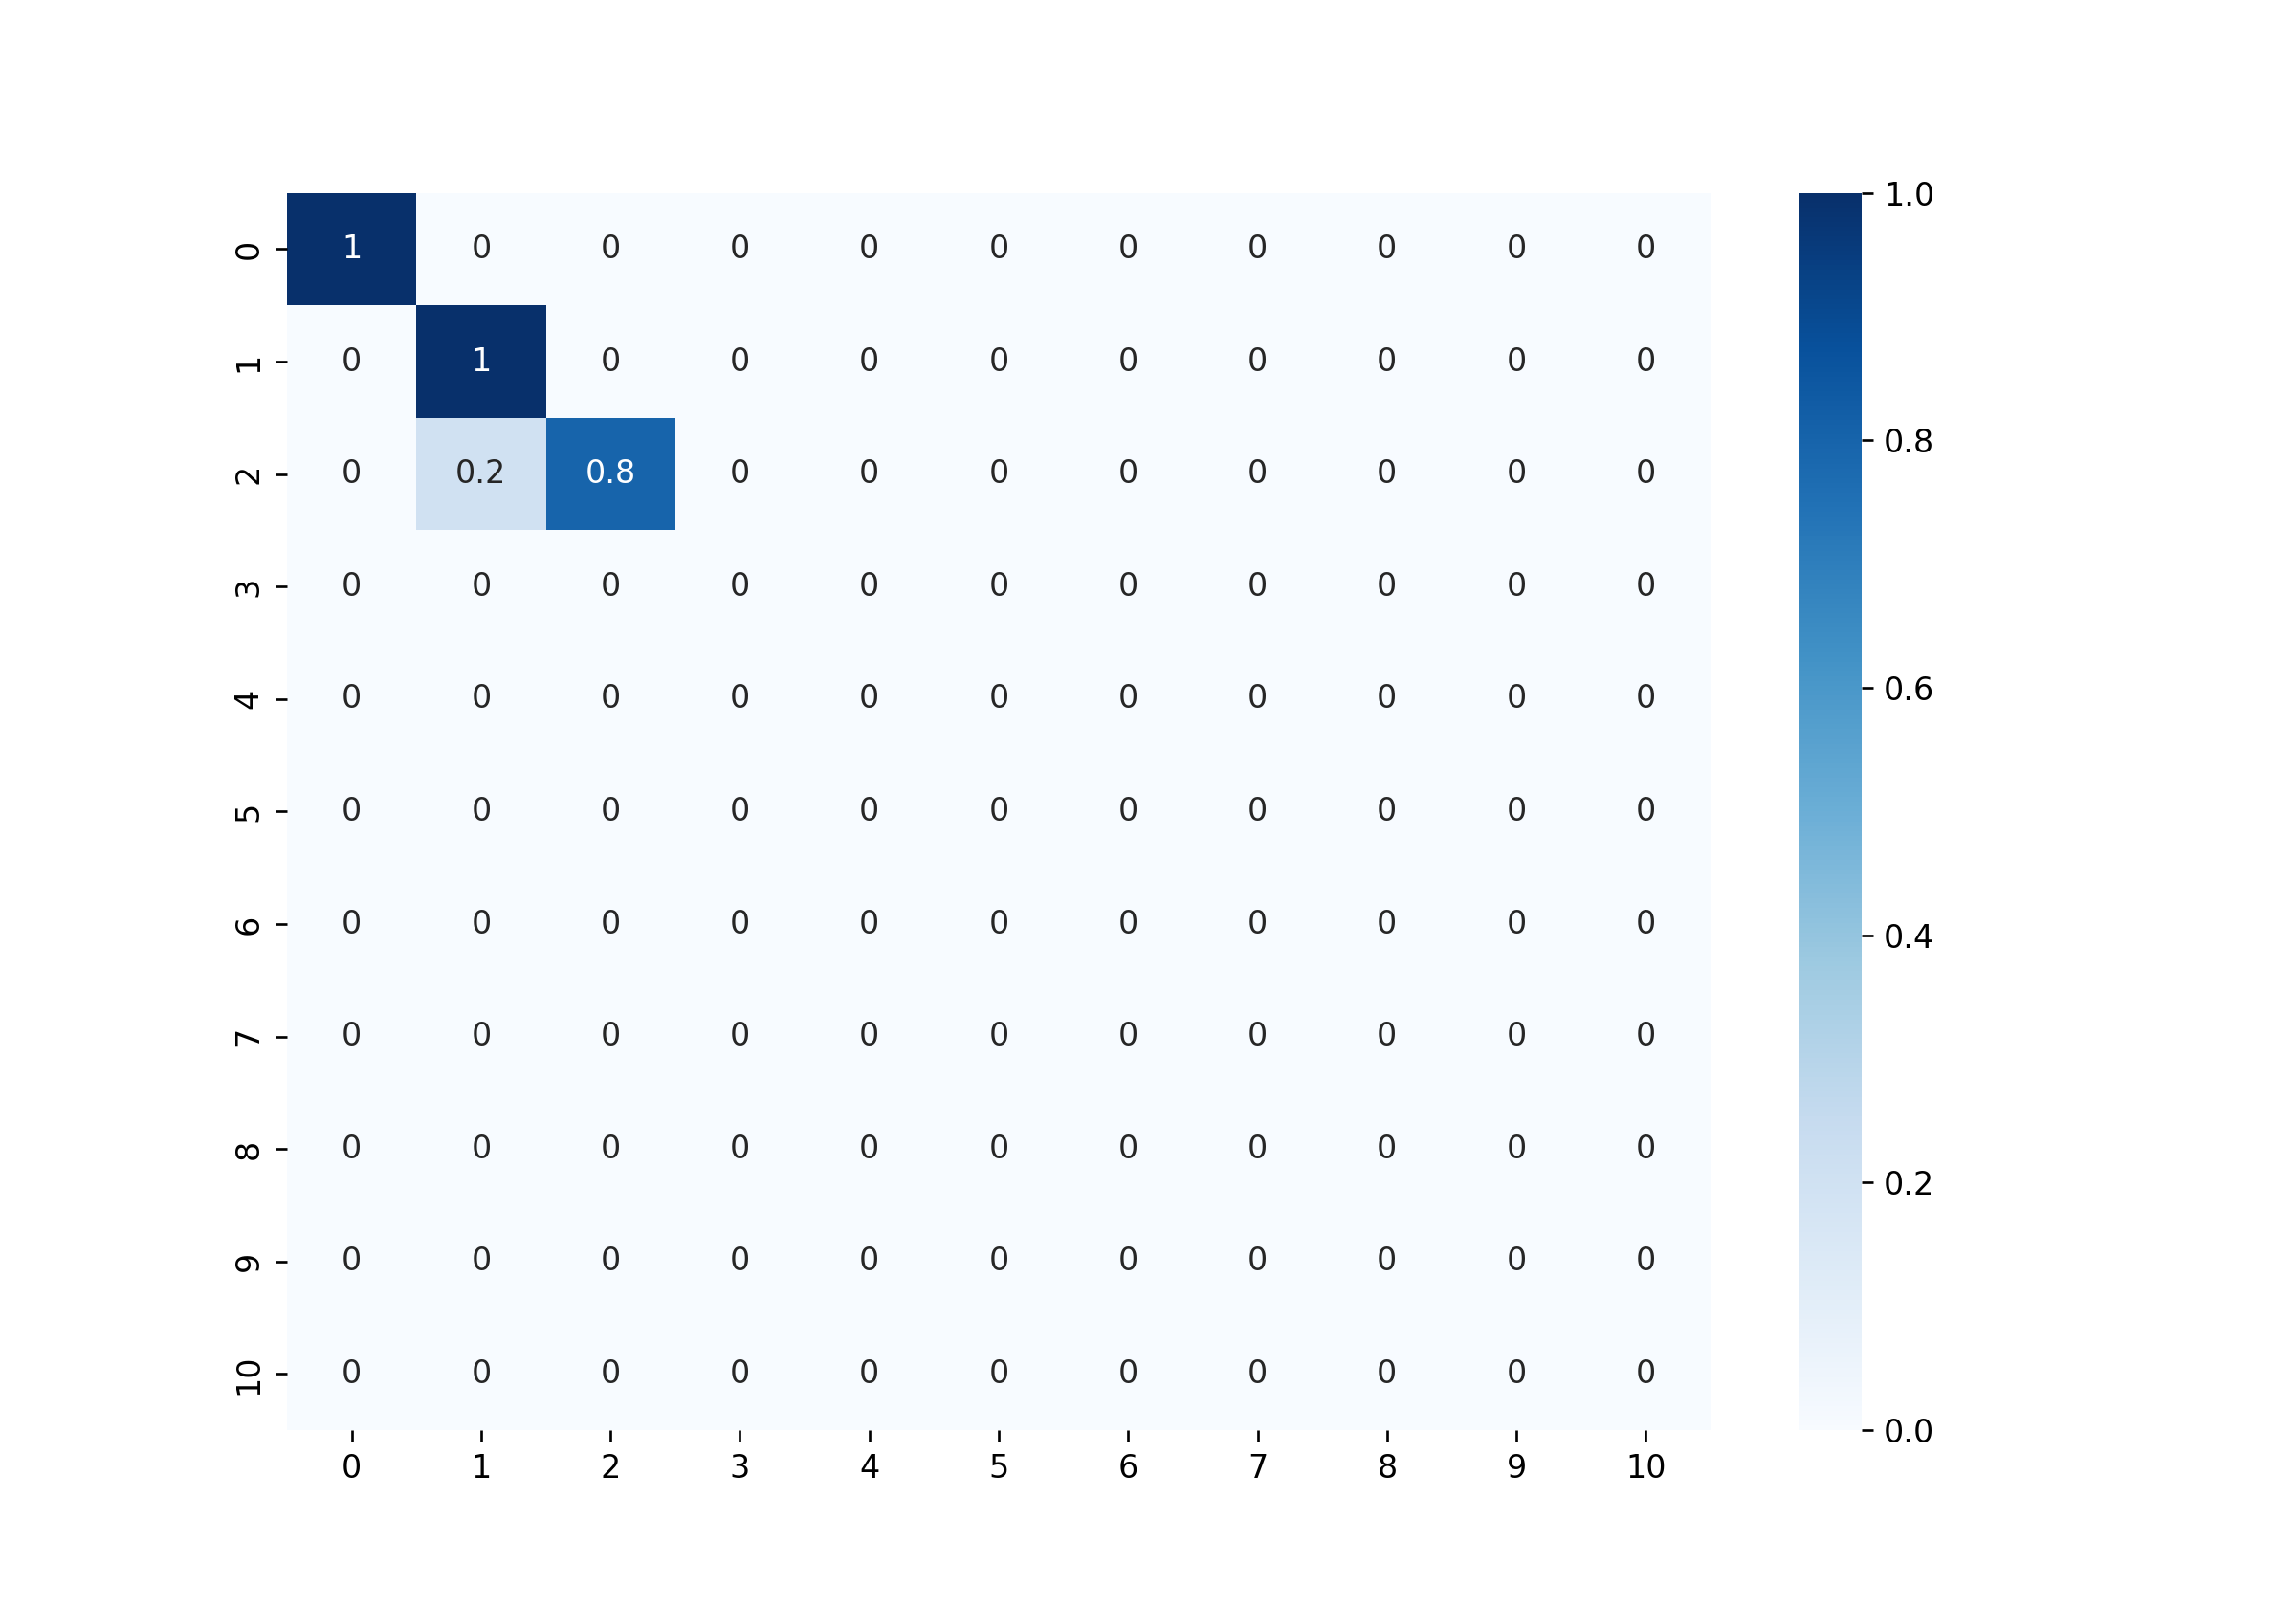 0 1 0 0 0 0 0 0 0 0 0 0
1 0 1 0 0 0 0 0 0 0 0 0
2 0 0.2 0.8 0 0 0 0 0 0 0 0
3 0 0 0 0 0 0 0 0 0 0 0
4 0 0 0 0 0 0 0 0 0 0 0
5 0 0 0 0 0 0 0 0 0 0 0
6 0 0 0 0 0 0 0 0 0 0 0
7 0 0 0 0 0 0 0 0 0 0 0
8 0 0 0 0 0 0 0 0 0 0 0
9 0 0 0 0 0 0 0 0 0 0 0
10 0 0 0 0 0 0 0 0 0 0 0
0 1 2 3 4 5 6 7 8 9 10
1.0
0.8
0.6
0.4
0.2
0.0